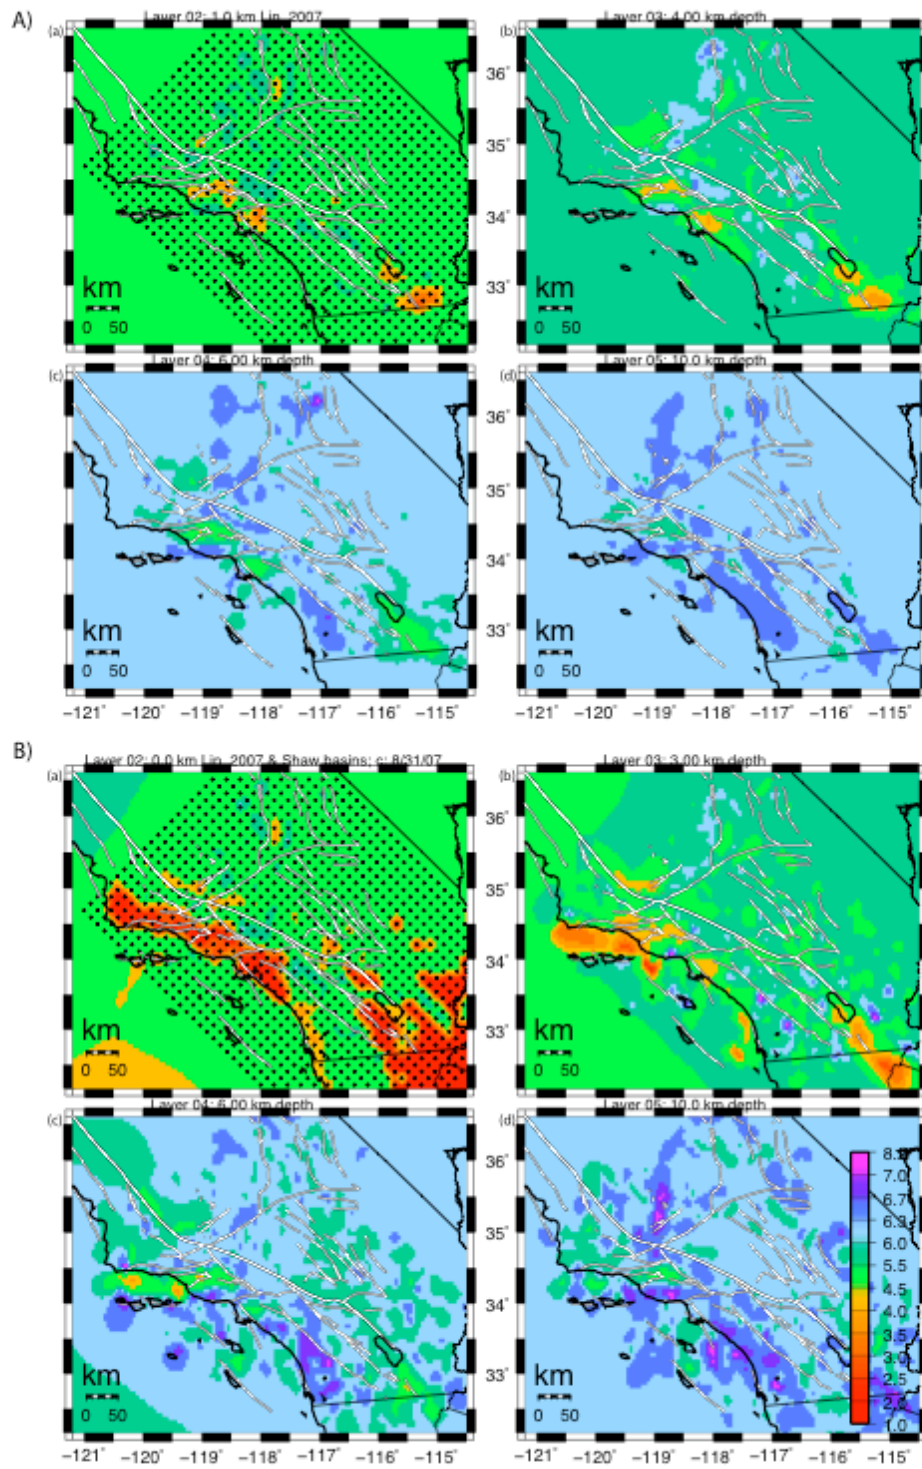 A)
Layer 02: 1.0 km Lin, 2007
Layer 03: 4.00 km depth
(a)
(b)
36°
35°
34°
33°
km
km
0 50
0 50
Layer 04: 6.00 km depth
Layer 05: 10.0 km depth
(c)
(d)
36°
35°
34°
33°
km
km
0 50
0 50
−121° −120° −119° −118° −117° −116° −115°
−121° −120° −119° −118° −117° −116° −115°
B)
Layer 02: 0.0 km Lin, 2007 & Shaw basins; c: 8/31/07
Layer 03: 3.00 km depth
(a)
(b)
36°
35°
34°
33°
km
km
0 50
0 50
Layer 04: 6.00 km depth
Layer 05: 10.0 km depth
(c)
(d)
36°
35°
34°
33°
km
km
0 50
0 50
7.0
6.3
6.0
5.5
4.5
3.5
3.0
2.5
2.0
1.0
−121° −120° −119° −118° −117° −116° −115°
−121° −120° −119° −118° −117° −116° −115°